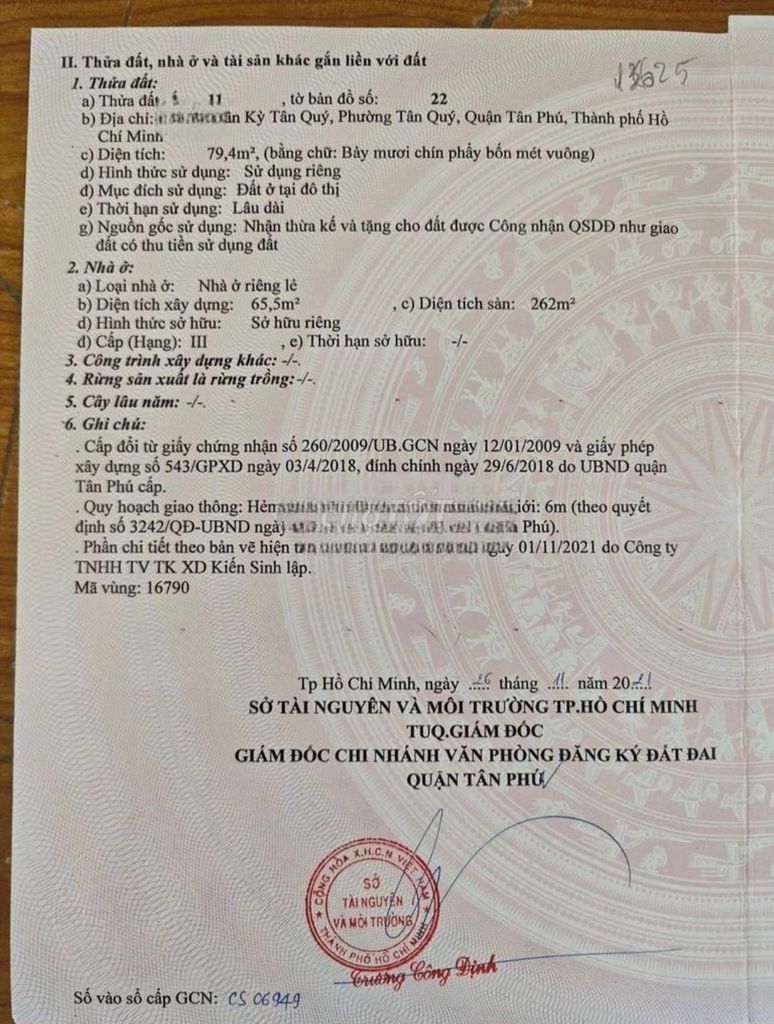 II. Thửa đất, nhà ở và tài sản khác gắn liền với đất
1. Thửa đất:
a) Thửa đất 11 , tờ bản đồ số: 22
b) Địa chỉ: Tân Kỳ Tân Quý, Phường Tân Quý, Quận Tân Phú, Thành phố Hồ
Chí Minh
c) Diện tích: 79,4m², (bằng chữ: Bảy mươi chín phẩy bốn mét vuông)
d) Hình thức sử dụng: Sử dụng riêng
đ) Mục đích sử dụng: Đất ở tại đô thị
e) Thời hạn sử dụng: Lâu dài
g) Nguồn gốc sử dụng: Nhận thừa kế và tặng cho đất được Công nhận QSDĐ như giao
đất có thu tiền sử dụng đất
2. Nhà ở:
a) Loại nhà ở: Nhà ở riêng lẻ
b) Diện tích xây dựng: 65,5m² , c) Diện tích sàn: 262m²
d) Hình thức sở hữu: Sở hữu riêng
đ) Cấp (Hạng): III , e) Thời hạn sở hữu: -/-
3. Công trình xây dựng khác: -/-.
4. Rừng sản xuất là rừng trồng:-/-.
5. Cây lâu năm: -/-.
6. Ghi chú:
. Cấp đổi từ giấy chứng nhận số 260/2009/UB.GCN ngày 12/01/2009 và giấy phép
xây dựng số 543/GPXD ngày 03/4/2018, đính chính ngày 29/6/2018 do UBND quận
Tân Phú cấp.
. Quy hoạch giao thông: Hẻm giới: 6m (theo quyết
định số 3242/QĐ-UBND ngày Phú).
. Phần chi tiết theo bản vẽ hiện ngày 01/11/2021 do Công ty
TNHH TV TK XD Kiến Sinh lập.
Mã vùng: 16790
Tp Hồ Chí Minh, ngày 26 tháng 11 năm 2021
SỞ TÀI NGUYÊN VÀ MÔI TRƯỜNG TP.HỒ CHÍ MINH
TUQ.GIÁM ĐỐC
GIÁM ĐỐC CHI NHÁNH VĂN PHÒNG ĐĂNG KÝ ĐẤT ĐAI
QUẬN TÂN PHÚ
CỘNG HÒA X.H.C.N VIỆT NAM
SỞ
TÀI NGUYÊN
VÀ MÔI TRƯỜNG
THÀNH PHỐ HỒ CHÍ MINH
Trương Công Định
Số vào sổ cấp GCN: CS 06949